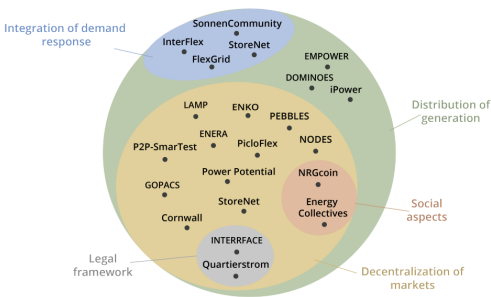 SonnenCommunity
Integration of demand
response
InterFlex
StoreNet
FlexGrid
EMPOWER
DOMINOES
iPower
Distribution of
generation
LAMP
ENKO
PEBBLES
ENERA
P2P-SmarTest
PicloFlex
NODES
Power Potential
NRGcoin
GOPACS
StoreNet
Energy
Collectives
Social
aspects
Cornwall
INTERRFACE
Quartierstrom
Legal
framework
Decentralization of
markets